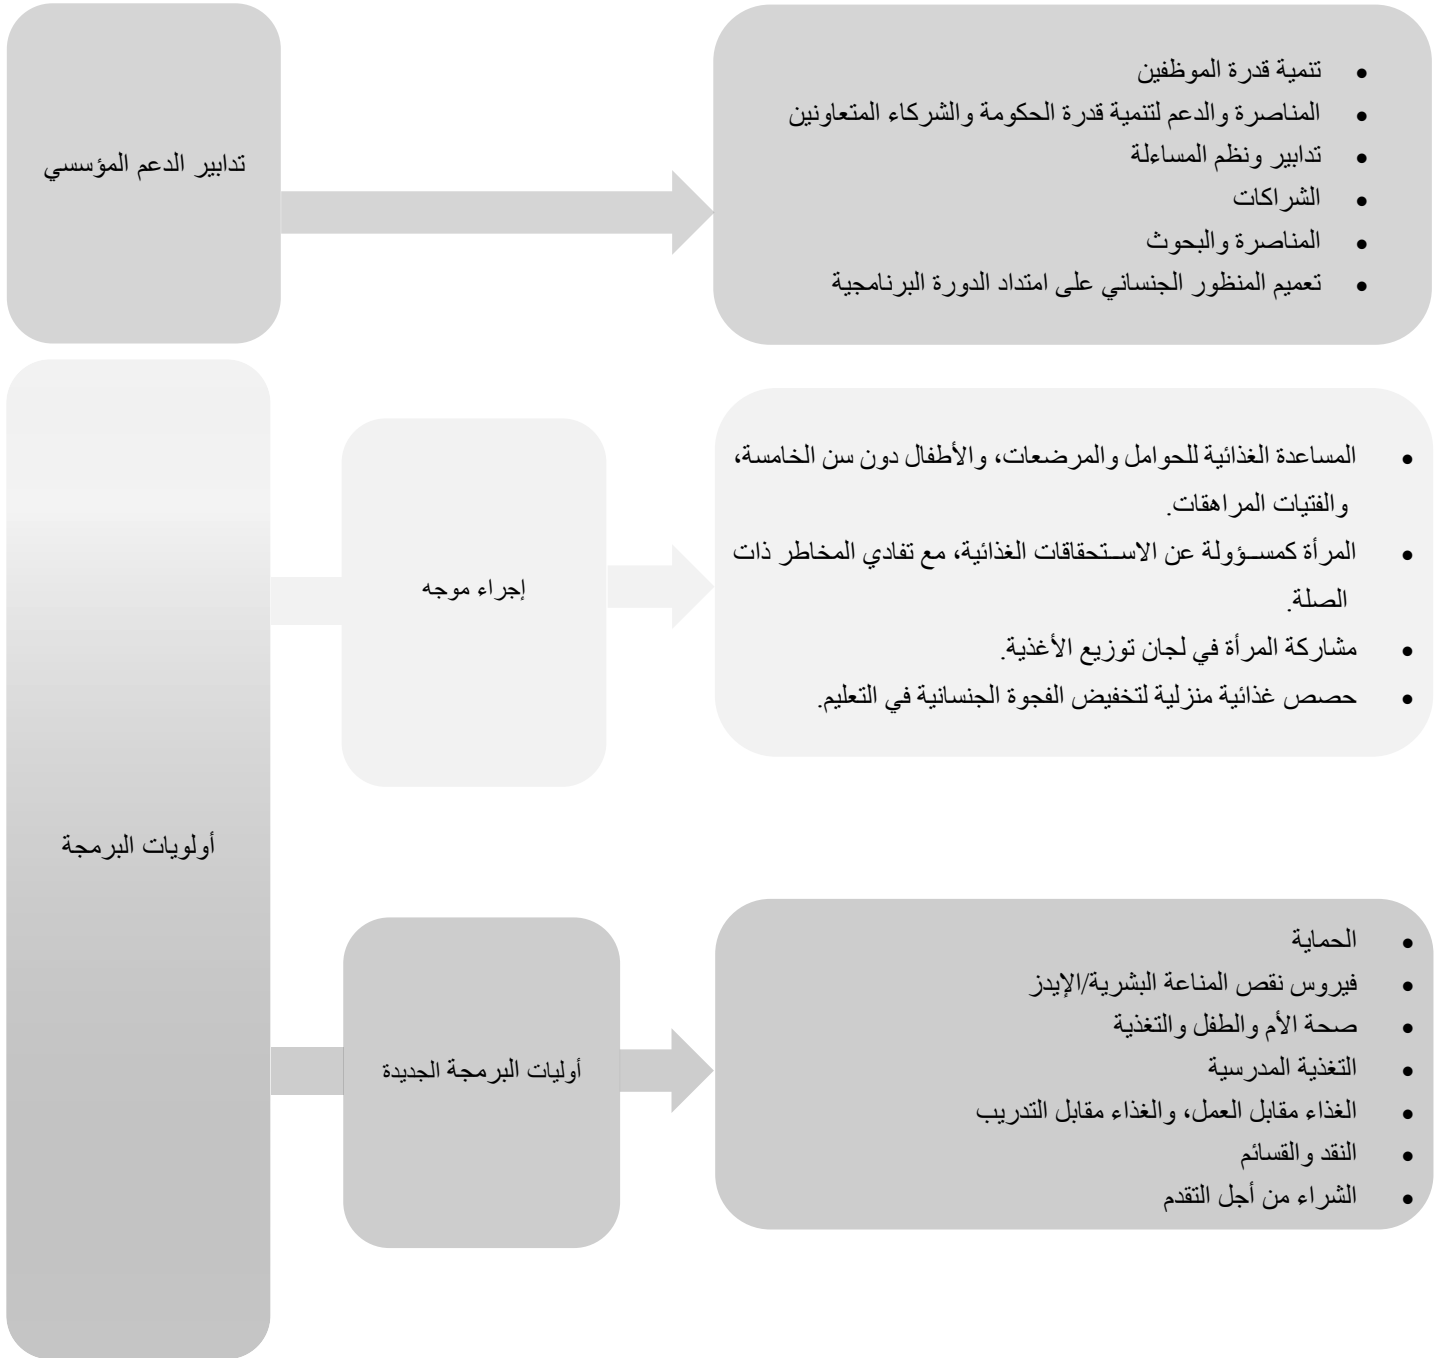 تدابير الدعم المؤسسي
• تنمية قدرة الموظفين
• المناصرة والدعم لتنمية قدرة الحكومة والشركاء المتعاونين
• تدابير ونظم المساءلة
• الشراكات
• المناصرة والبحوث
• تعميم المنظور الجنساني على امتداد الدورة البرنامجية
أولويات البرمجة
إجراء موجه
• المساعدة الغذائية للحوامل والمرضعات، والأطفال دون سن الخامسة،
والفتيات المراهقات.
• المرأة كمسؤولة عن الاستحقاقات الغذائية، مع تفادي المخاطر ذات
الصلة.
• مشاركة المرأة في لجان توزيع الأغذية.
• حصص غذائية منزلية لتخفيض الفجوة الجنسانية في التعليم.
أوليات البرمجة الجديدة
• الحماية
• فيروس نقص المناعة البشرية/الإيدز
• صحة الأم والطفل والتغذية
• التغذية المدرسية
• الغذاء مقابل العمل، والغذاء مقابل التدريب
• النقد والقسائم
• الشراء من أجل التقدم